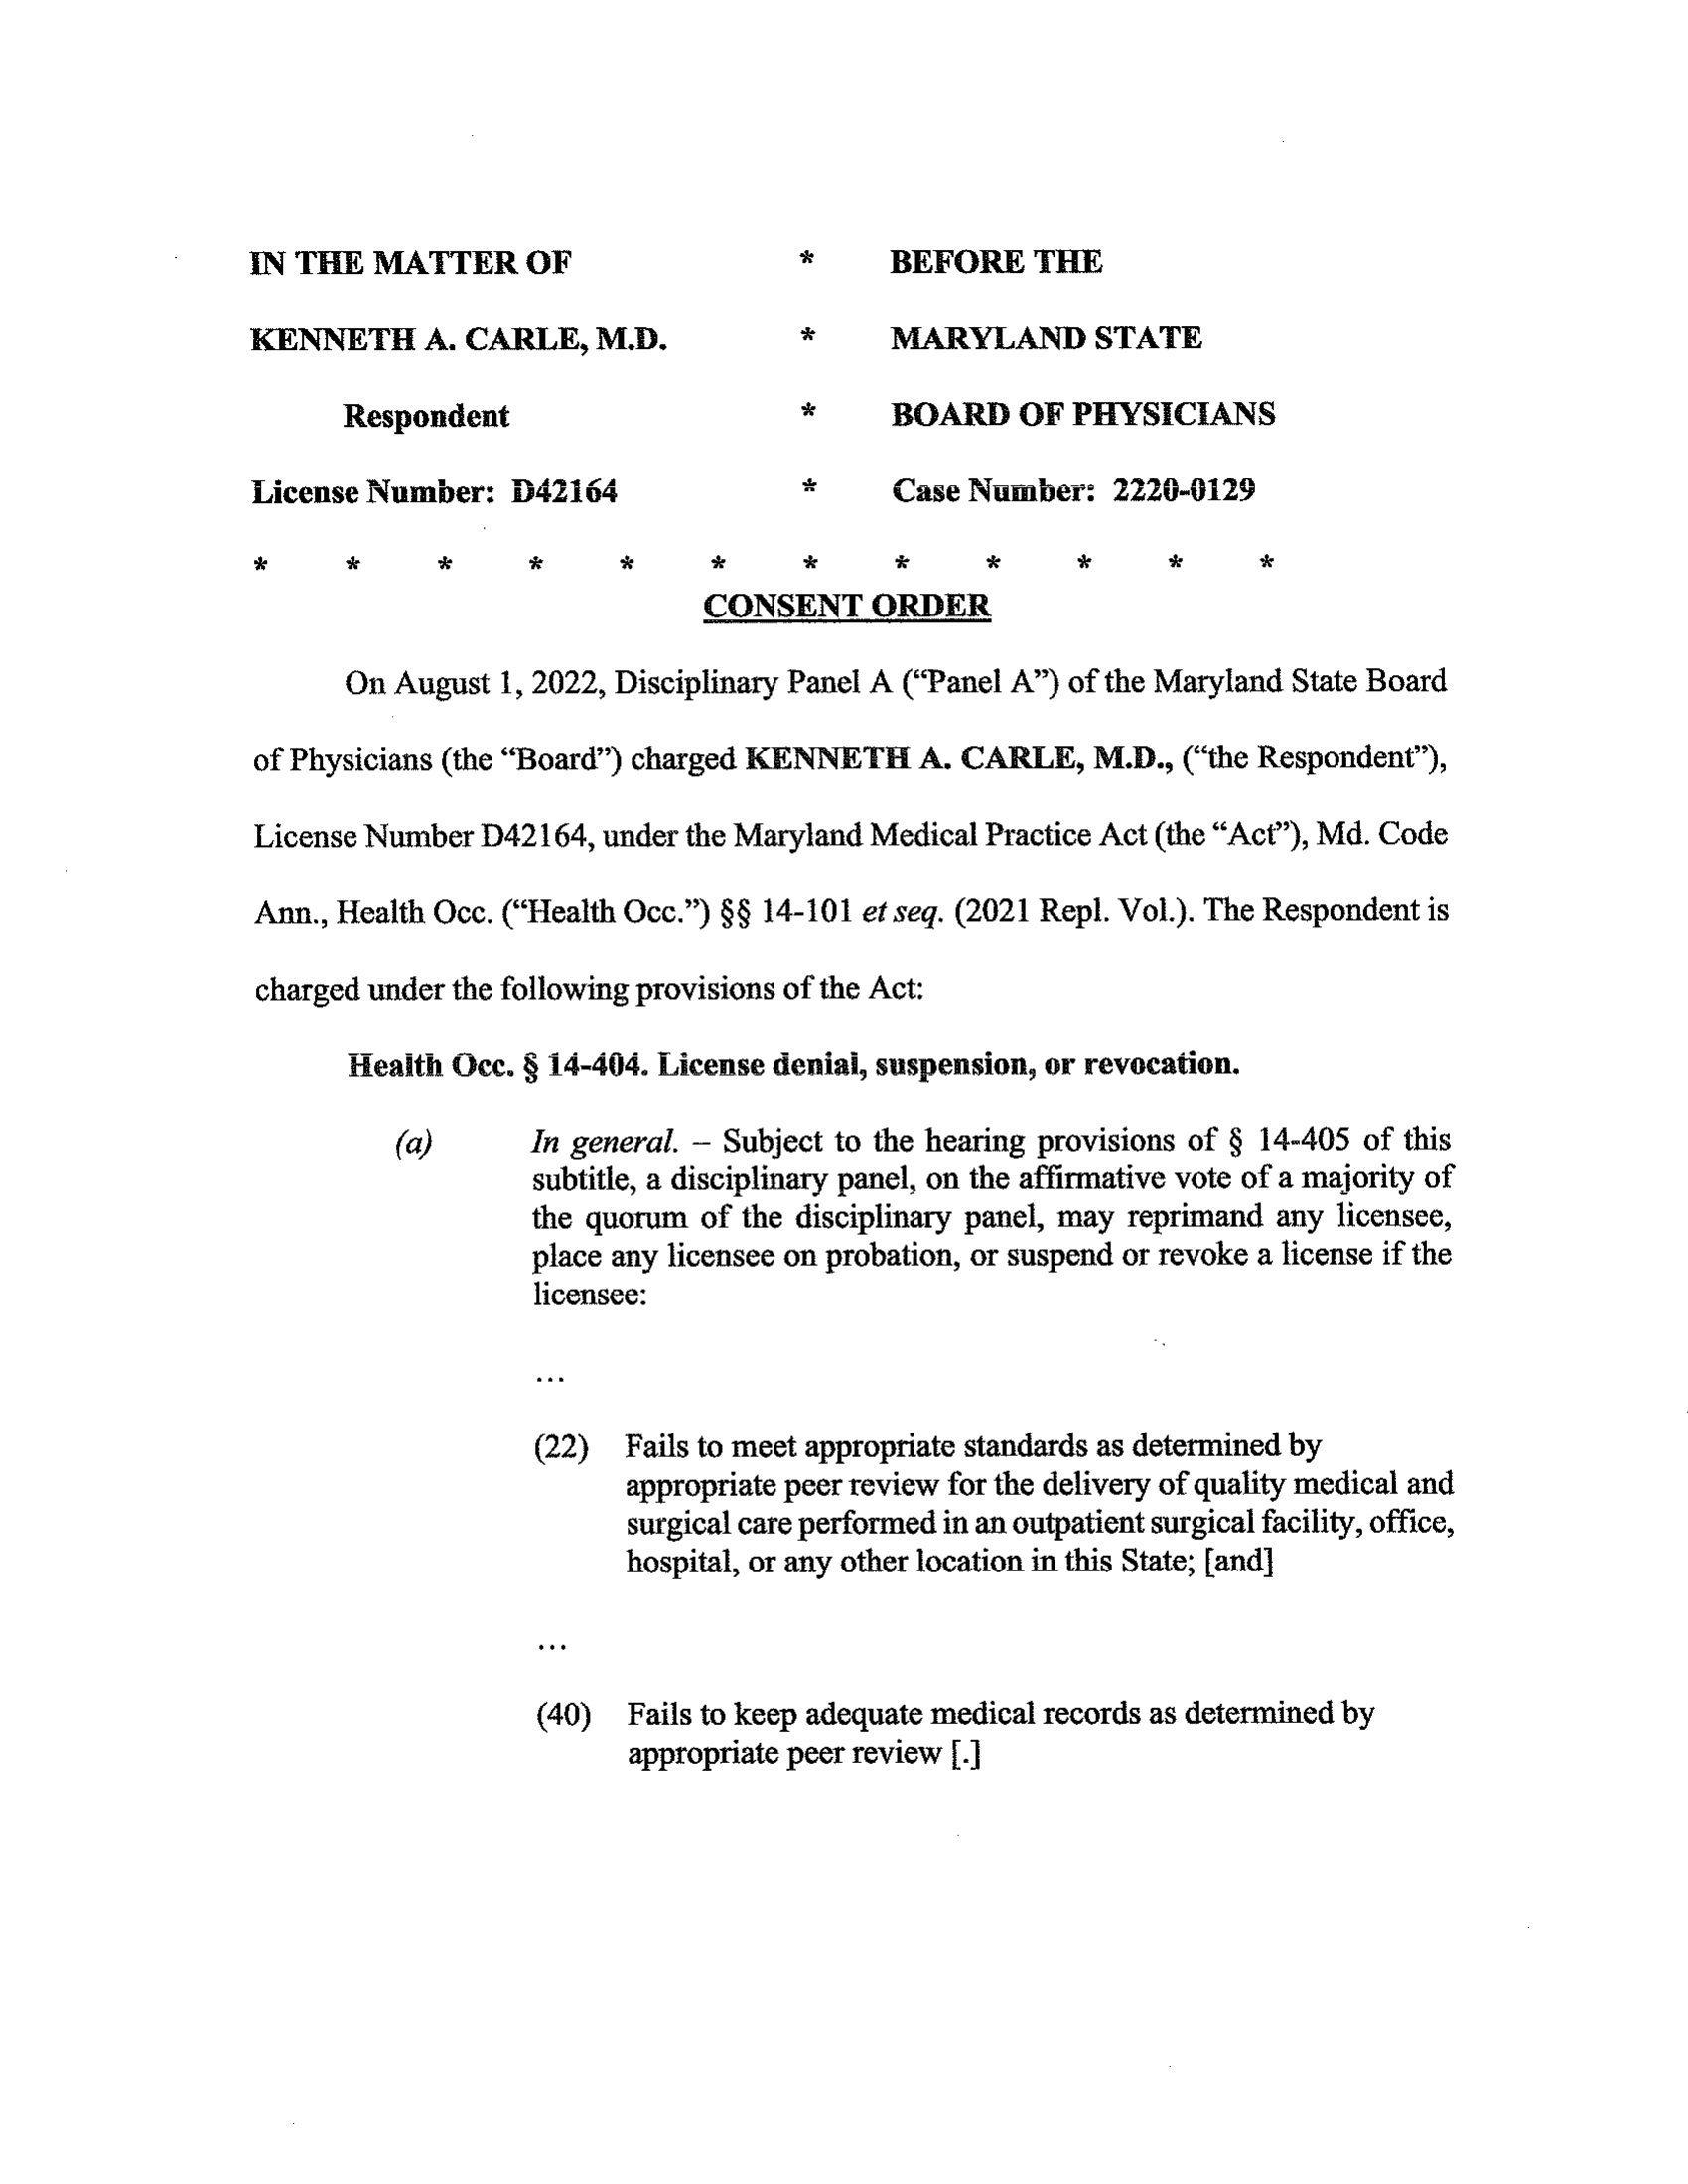 IN THE MATTER OF * BEFORE THE
KENNETH A. CARLE, M.D. * MARYLAND STATE
Respondent * BOARD OF PHYSICIANS
License Number: D42164 * Case Number: 2220-0129
* * * * * * * * * * * *
CONSENT ORDER
On August 1, 2022, Disciplinary Panel A (“Panel A”) of the Maryland State Board
of Physicians (the “Board”) charged KENNETH A. CARLE, M.D., (“the Respondent”),
License Number D42164, under the Maryland Medical Practice Act (the “Act”), Md. Code
Ann., Health Occ. (“Health Occ.”) §§ 14-101 et seq. (2021 Repl. Vol.). The Respondent is
charged under the following provisions of the Act:
Health Occ. § 14-404. License denial, suspension, or revocation.
(a) In general. – Subject to the hearing provisions of § 14-405 of this
subtitle, a disciplinary panel, on the affirmative vote of a majority of
the quorum of the disciplinary panel, may reprimand any licensee,
place any licensee on probation, or suspend or revoke a license if the
licensee:
...
(22) Fails to meet appropriate standards as determined by
appropriate peer review for the delivery of quality medical and
surgical care performed in an outpatient surgical facility, office,
hospital, or any other location in this State; [and]
...
(40) Fails to keep adequate medical records as determined by
appropriate peer review [.]